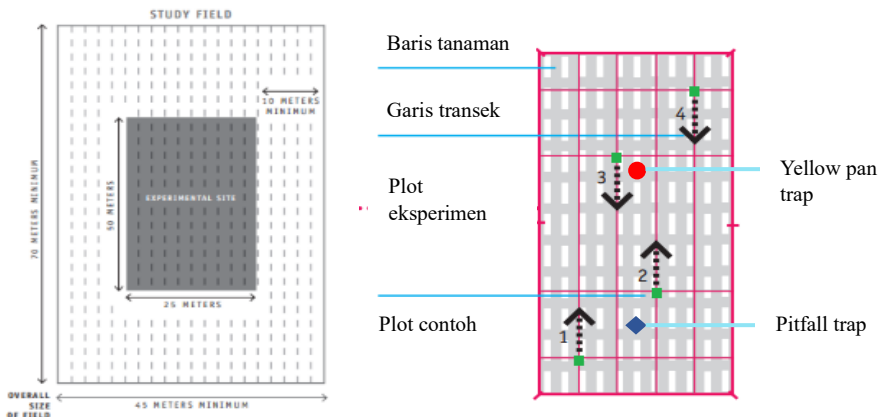 STUDY FIELD
10 METERS
MINIMUM
70 METERS MINIMUM
50 METERS
EXPERIMENTAL SITE
25 METERS
OVERALL
SIZE
OF FIELD
45 METERS MINIMUM
Baris tanaman
Garis transek
Plot
eksperimen
Plot contoh
4
3
2
1
Yellow pan
trap
Pitfall trap